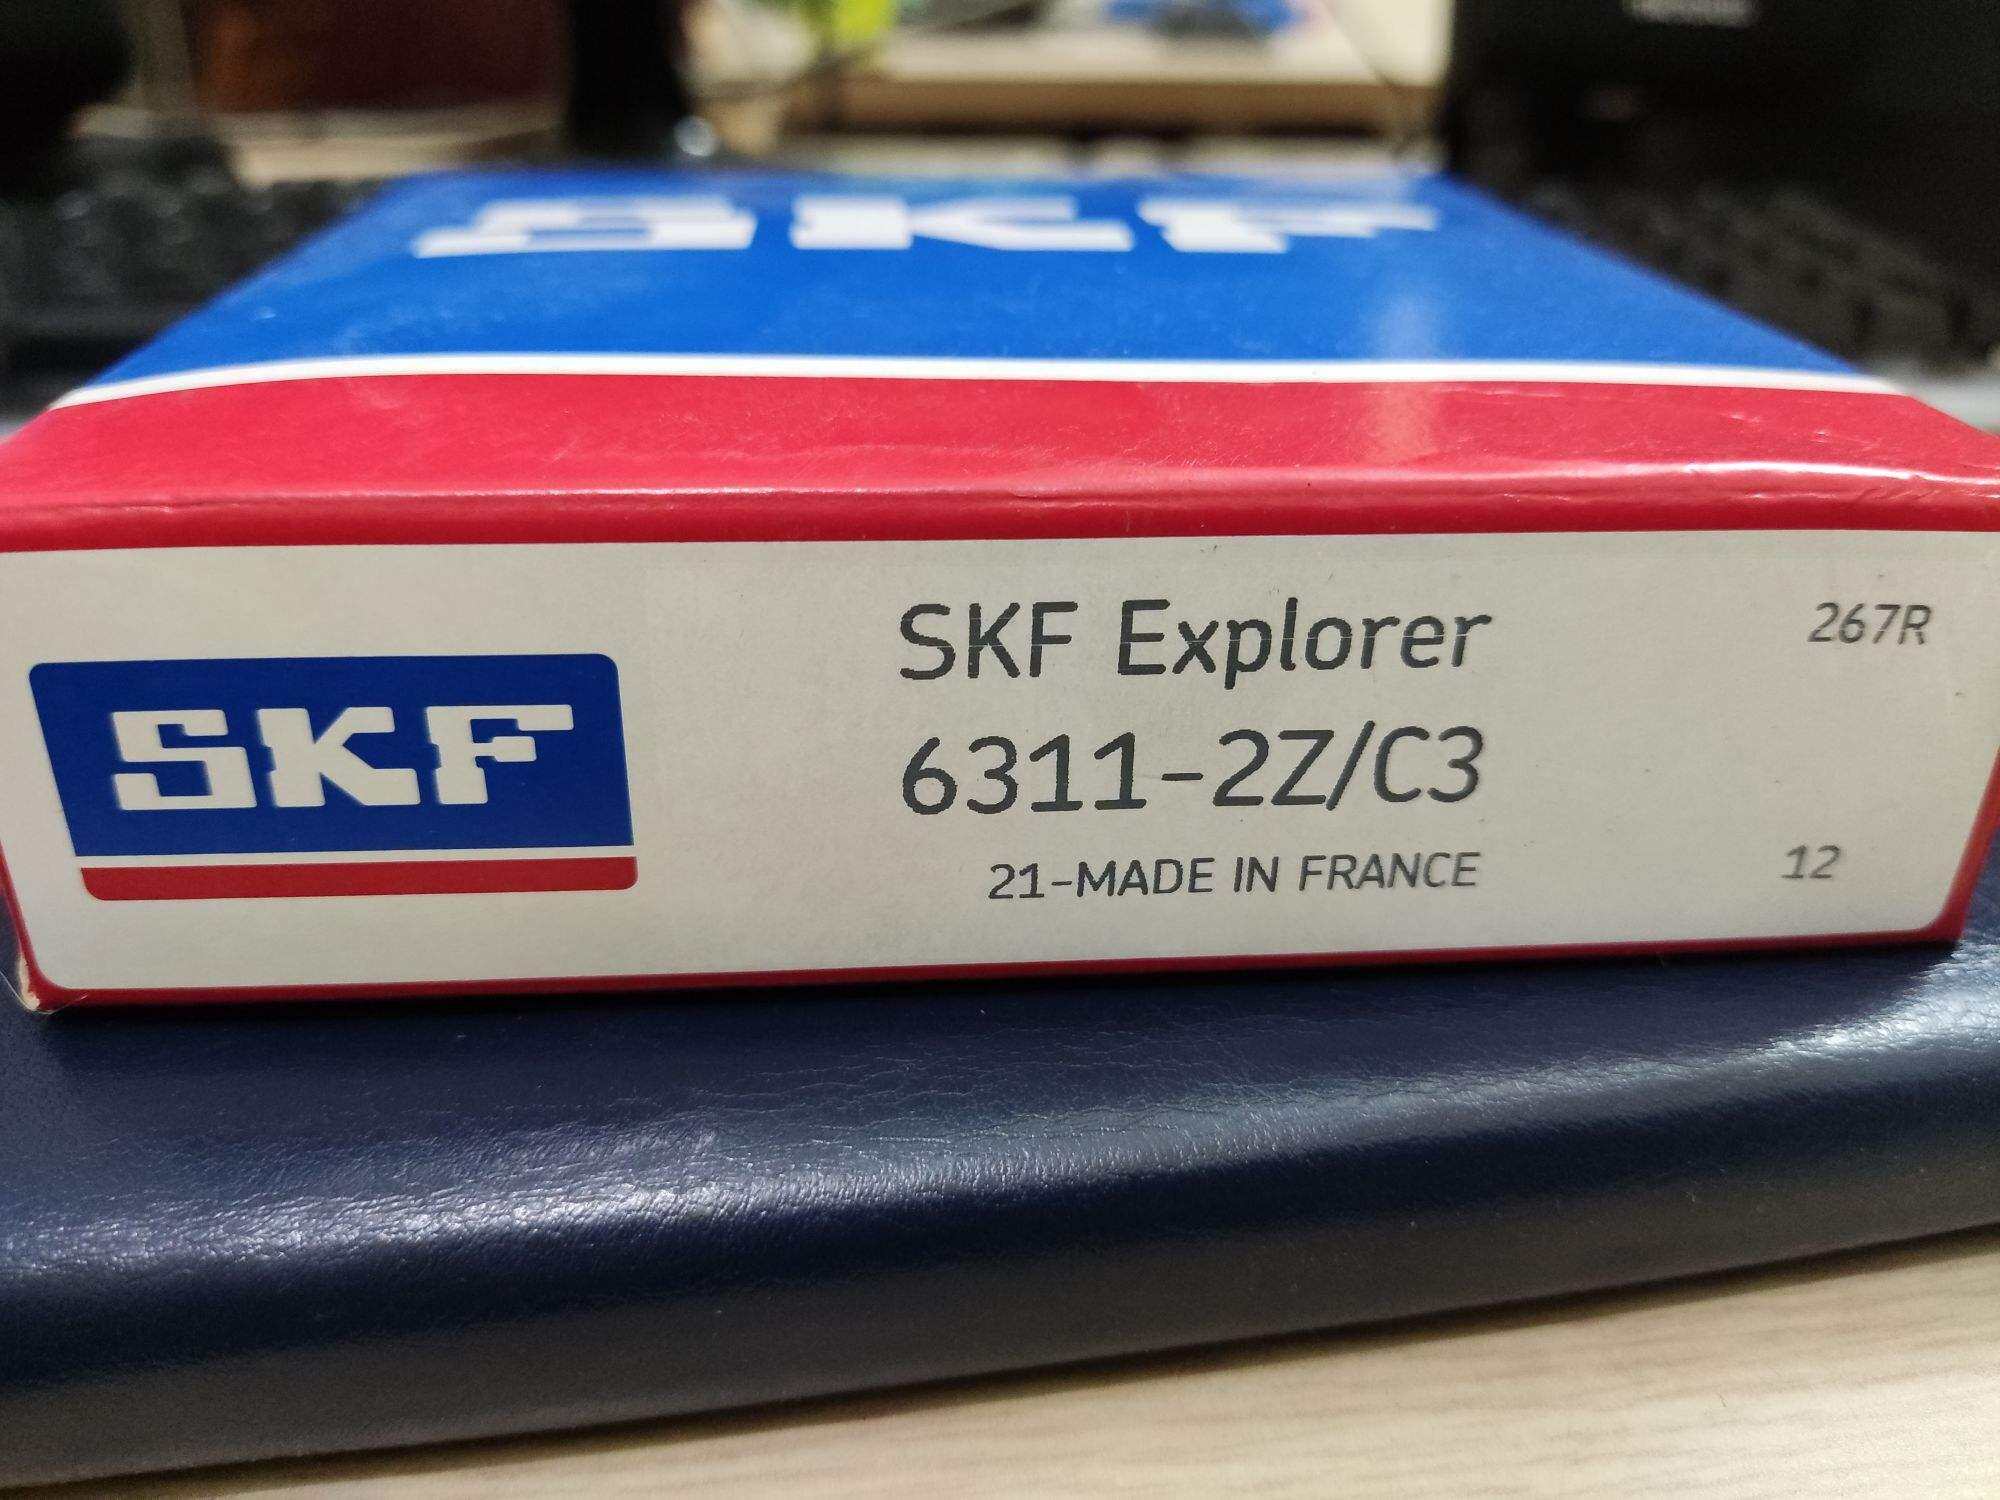 SKF
SKF
SKF Explorer
267R
6311-2Z/C3
21-MADE IN FRANCE
12